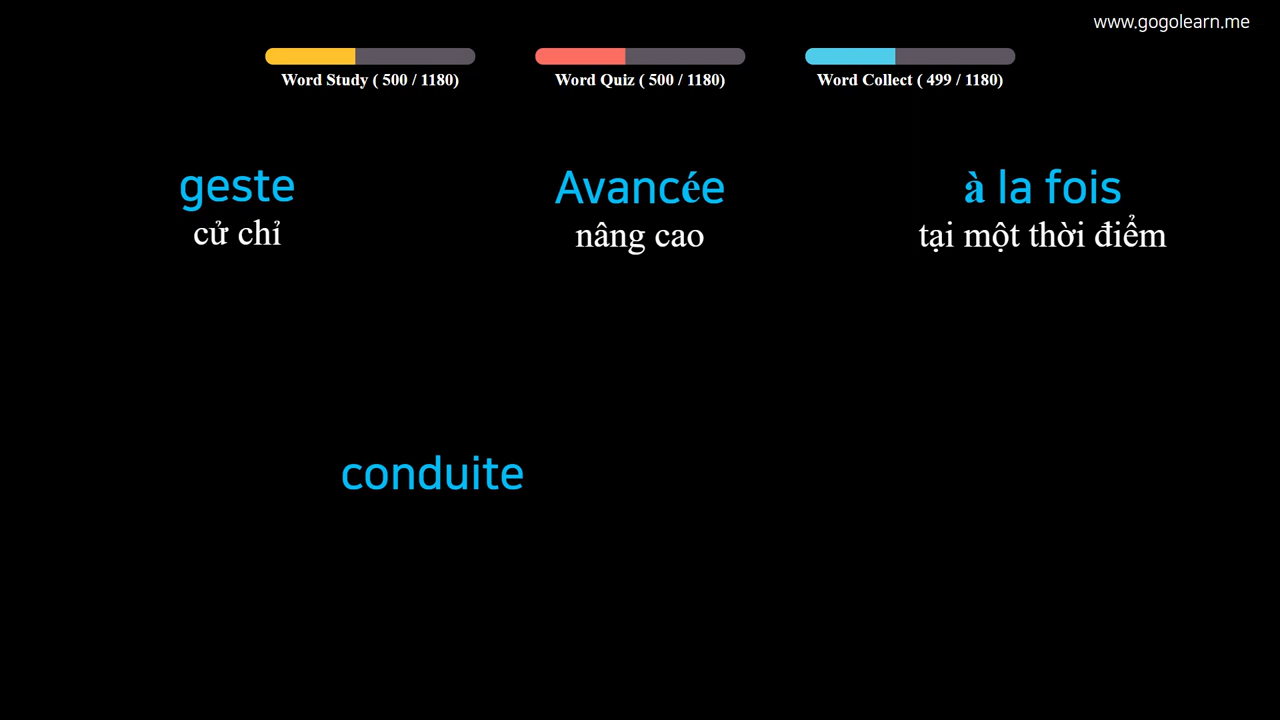 www.gogolearn.me
Word Study ( 500 / 1180)
Word Quiz ( 500 / 1180)
Word Collect ( 499 / 1180)
geste
cử chỉ
Avancée
nâng cao
à la fois
tại một thời điểm
conduite